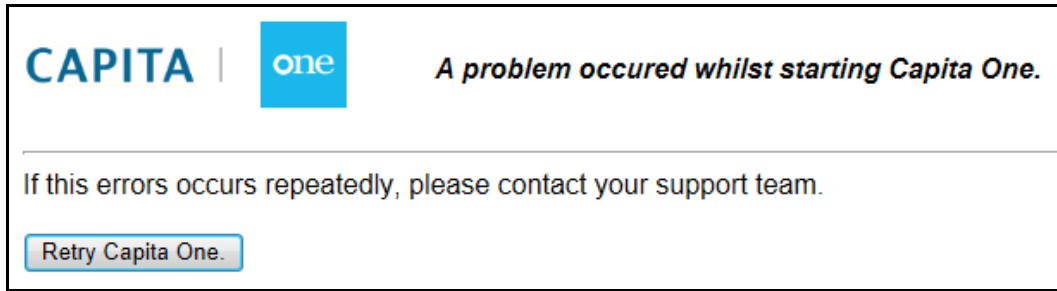 CAPITA | one
A problem occured whilst starting Capita One.
If this errors occurs repeatedly, please contact your support team.
Retry Capita One.